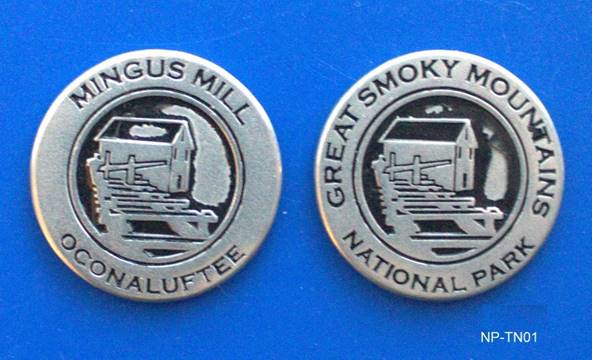 MINGUS MILL
OCONALUFTEE
GREAT SMOKY MOUNTAINS
NATIONAL PARK
NP-TN01